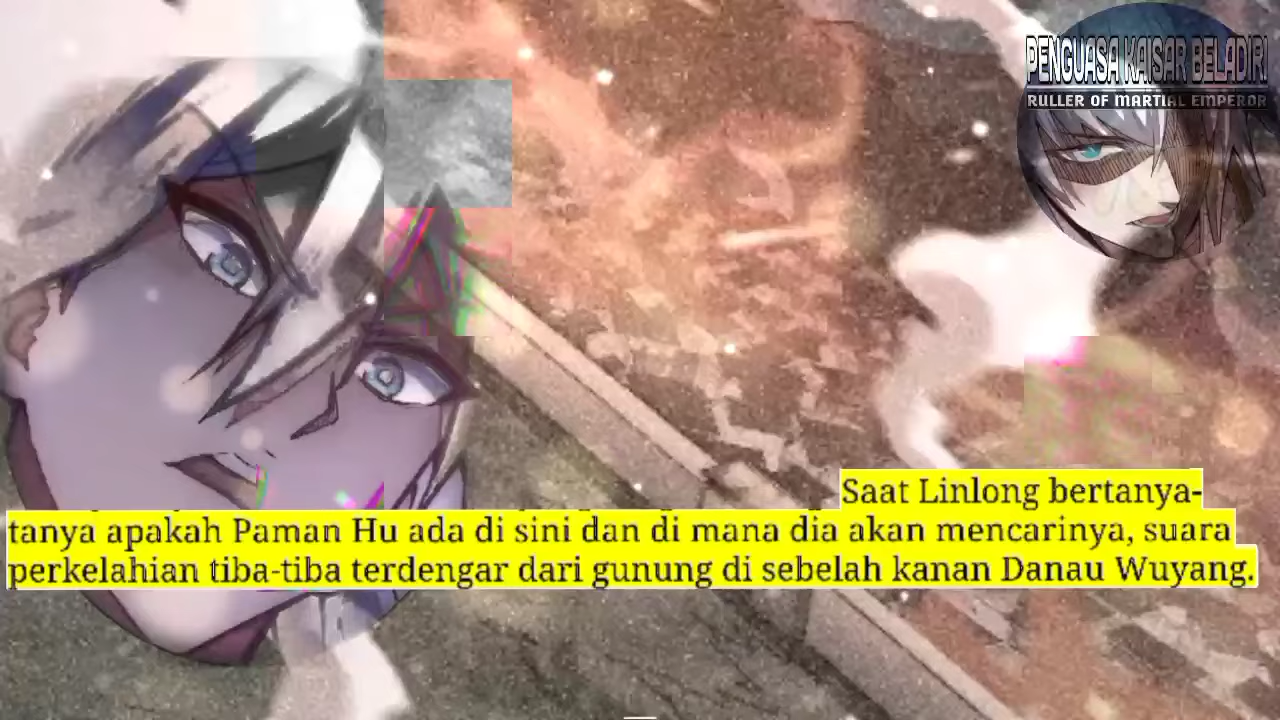 PENGUASA KAISAR BELADIRI
RULLER OF MARTIAL EMPEROR
Saat Linlong bertanya-
tanya apakah Paman Hu ada di sini dan di mana dia akan mencarinya, suara
perkelahian tiba-tiba terdengar dari gunung di sebelah kanan Danau Wuyang.